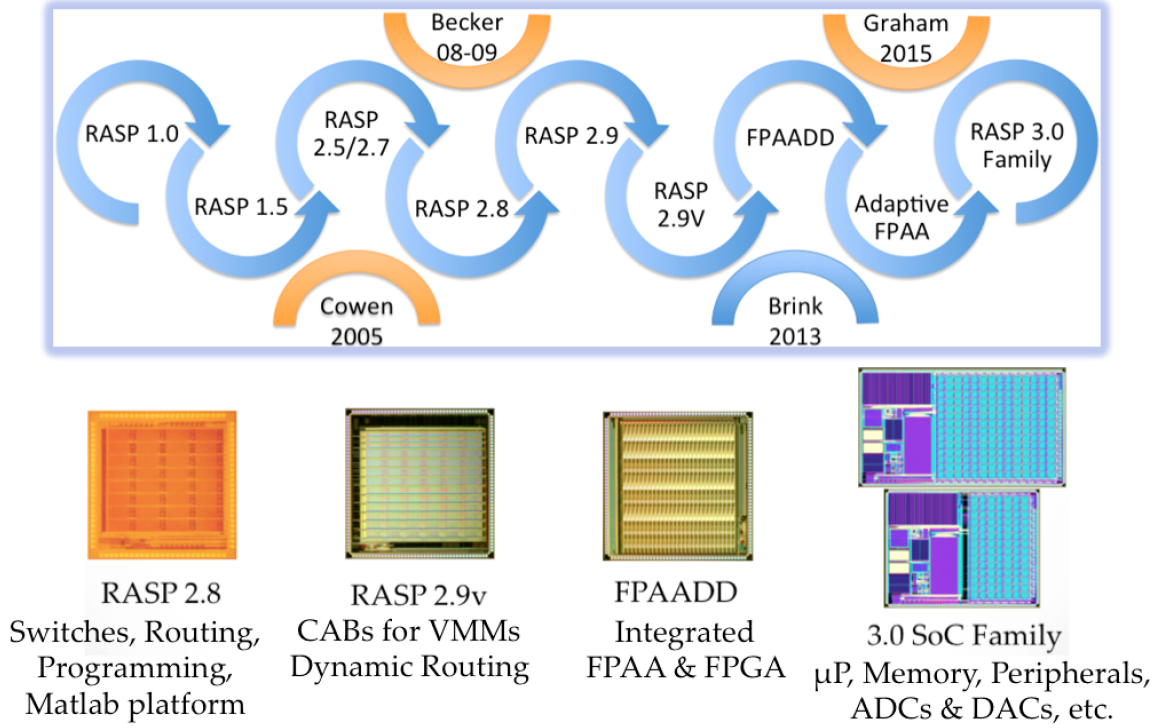 Becker
08-09
Graham
2015
RASP 1.0
RASP 1.5
RASP
2.5/2.7
RASP 2.8
RASP 2.9
RASP
2.9V
FPAADD
Adaptive
FPAA
RASP 3.0
Family
Cowen
2005
Brink
2013
RASP 2.8
Switches, Routing,
Programming,
Matlab platform
RASP 2.9v
CABs for VMMs
Dynamic Routing
FPAADD
Integrated
FPAA & FPGA
3.0 SoC Family
μP, Memory, Peripherals,
ADCs & DACs, etc.